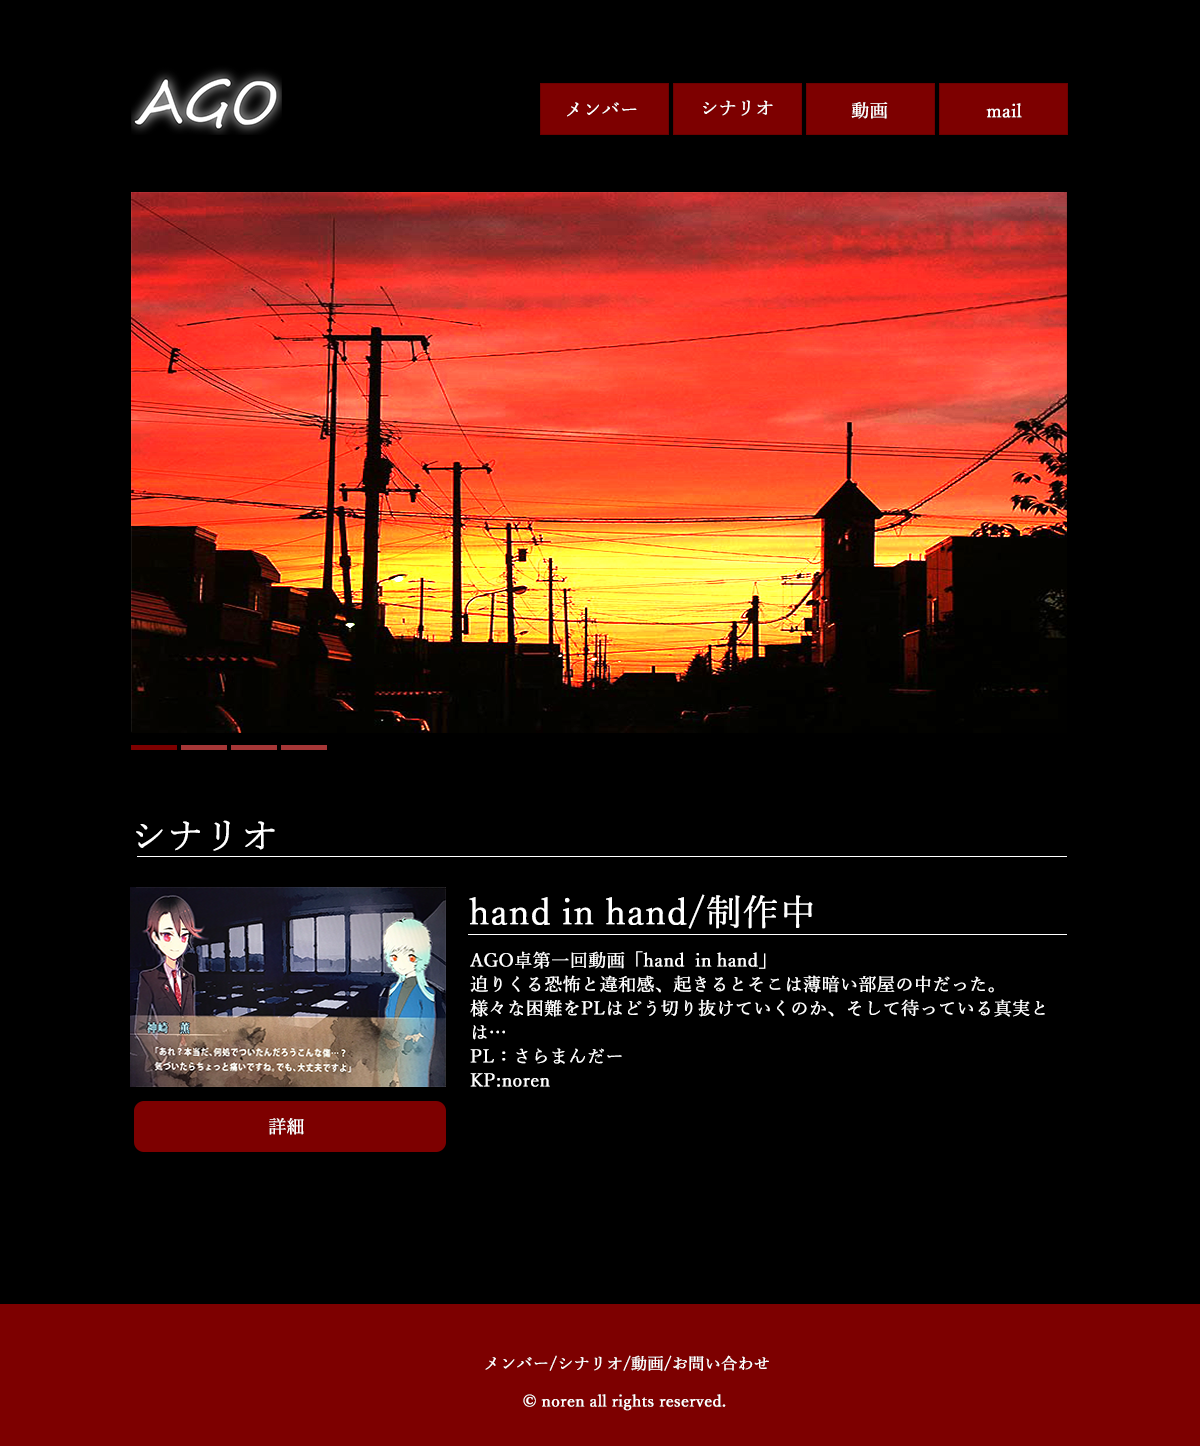 AGO
メンバー
シナリオ
動画
mail
シナリオ
hand in hand/制作中
AGO卓第一回動画「hand in hand」
迫りくる恐怖と違和感、起きるとそこは薄暗い部屋の中だった。
様々な困難をPLはどう切り抜けていくのか、そして待っている真実と
は…
PL：さらまんだー
KP:noren
神崎　薫
「あれ？本当だ、何処でついたんだろうこんな傷…？
気づいたらちょっと痛いですね、でも、大丈夫ですよ」
詳細
メンバー/シナリオ/動画/お問い合わせ
© noren all rights reserved.